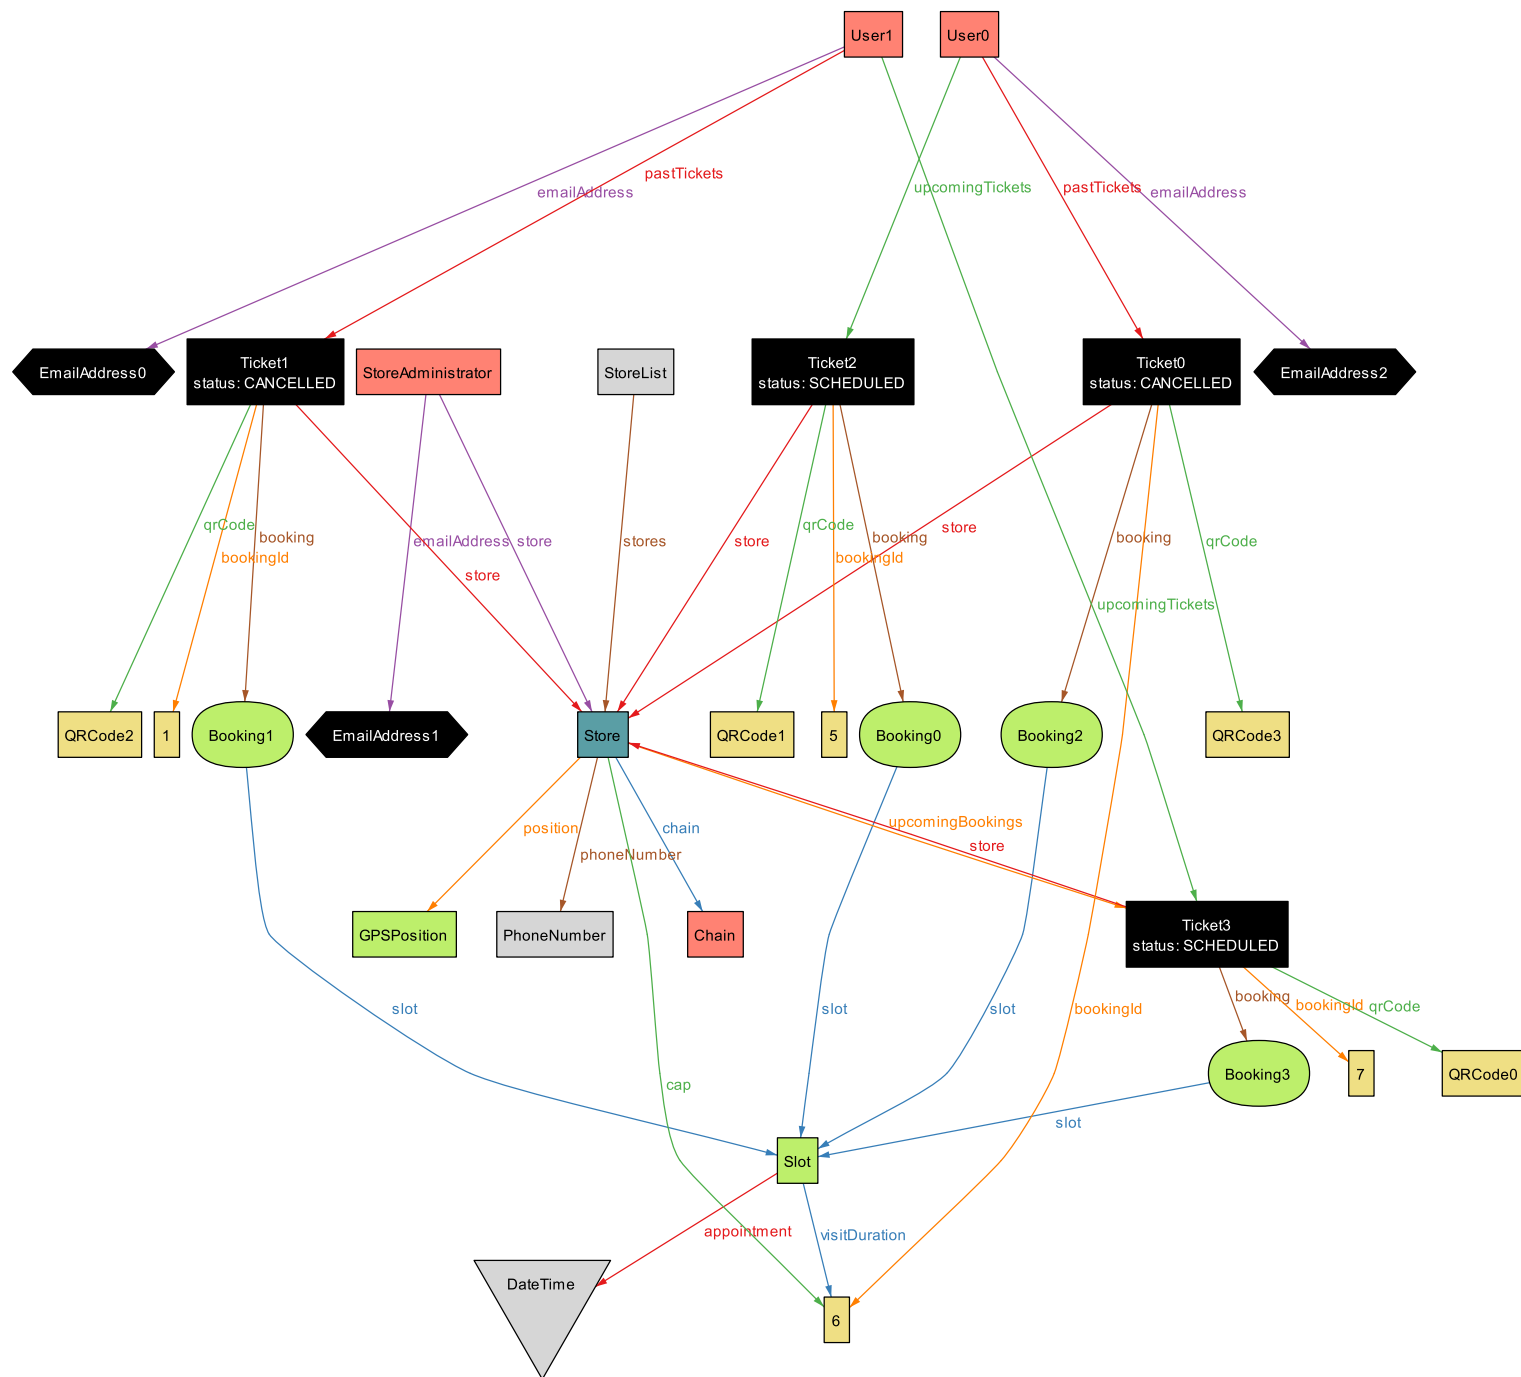 User1
User0
pastTickets
emailAddress
upcomingTickets
pastTickets
emailAddress
EmailAddress0
Ticket1
status: CANCELLED
StoreAdministrator
StoreList
Ticket2
status: SCHEDULED
Ticket0
status: CANCELLED
EmailAddress2
qrCode
booking
bookingId
emailAddress
store
stores
store
store
qrCode
booking
bookingId
store
booking
qrCode
upcomingTickets
QRCode2
1
Booking1
EmailAddress1
Store
QRCode1
5
Booking0
Booking2
QRCode3
position
phoneNumber
chain
upcomingBookings
store
GPSPosition
PhoneNumber
Chain
Ticket3
status: SCHEDULED
slot
slot
slot
bookingId
booking
bookingId
qrCode
cap
Booking3
7
QRCode0
slot
Slot
appointment
visitDuration
DateTime
6